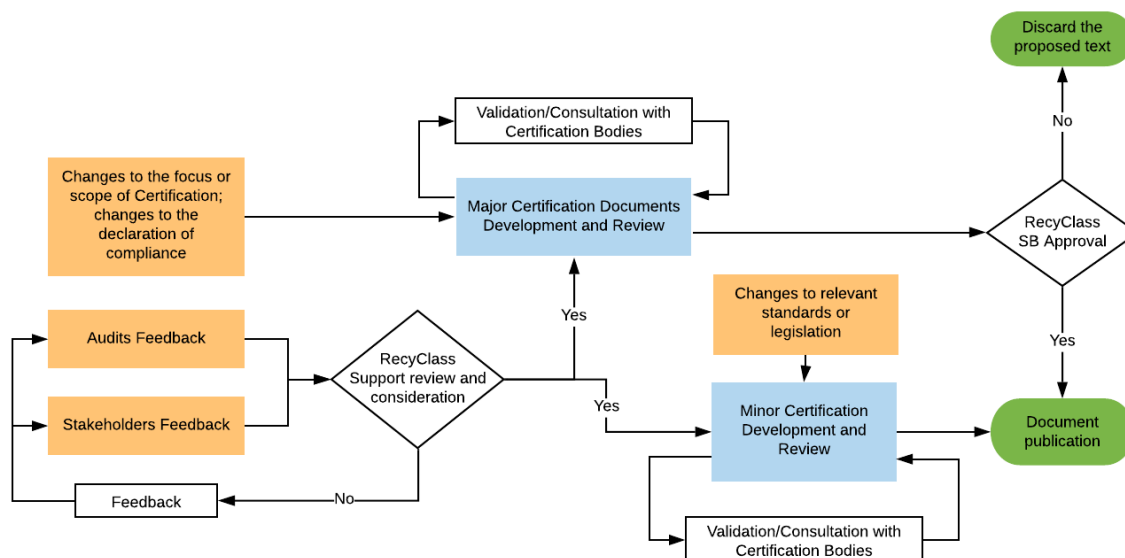 Discard the
proposed text
No
Validation/Consultation with
Certification Bodies
Changes to the focus or
scope of Certification;
changes to the
declaration of
compliance
Major Certification Documents
Development and Review
RecyClass
SB Approval
Yes
Changes to relevant
standards or
legislation
Yes
Audits Feedback
RecyClass
Support review and
consideration
Yes
Stakeholders Feedback
Minor Certification
Development and
Review
Document
publication
Feedback
No
Validation/Consultation with
Certification Bodies